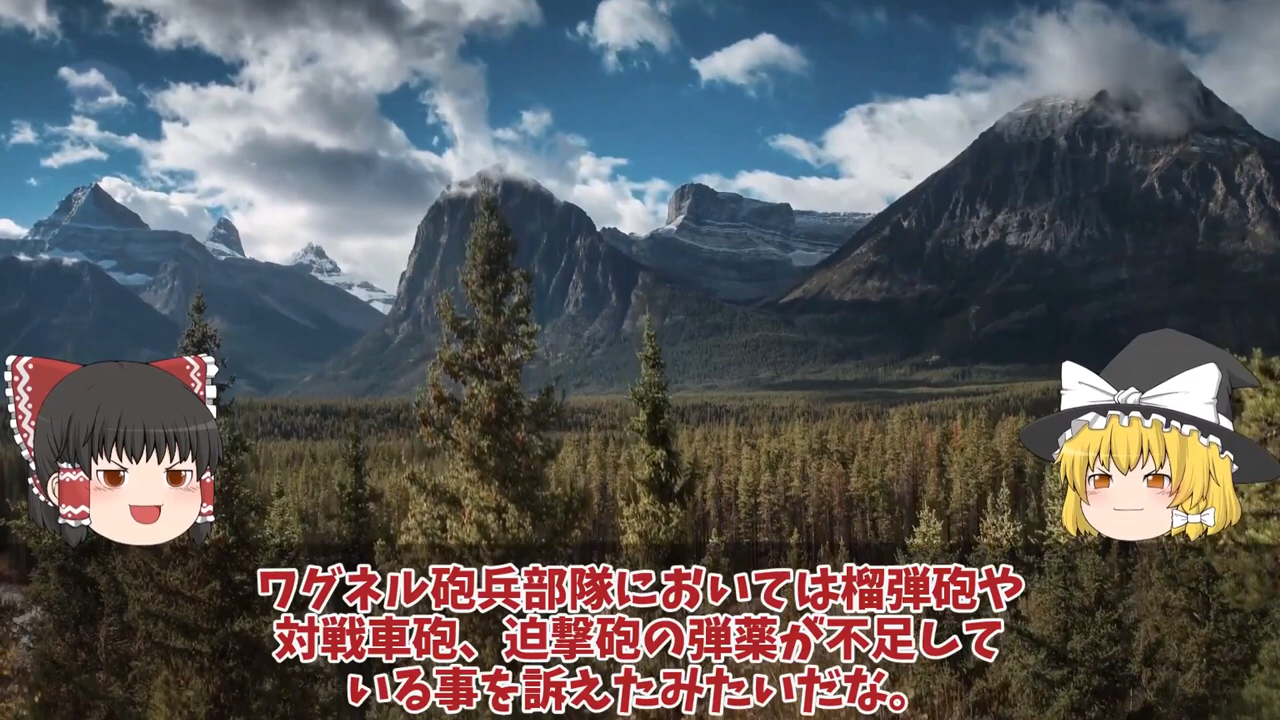 ワグネル砲兵部隊においては榴弾砲や
対戦車砲、迫撃砲の弾薬が不足して
いる事を訴えたみたいだな。